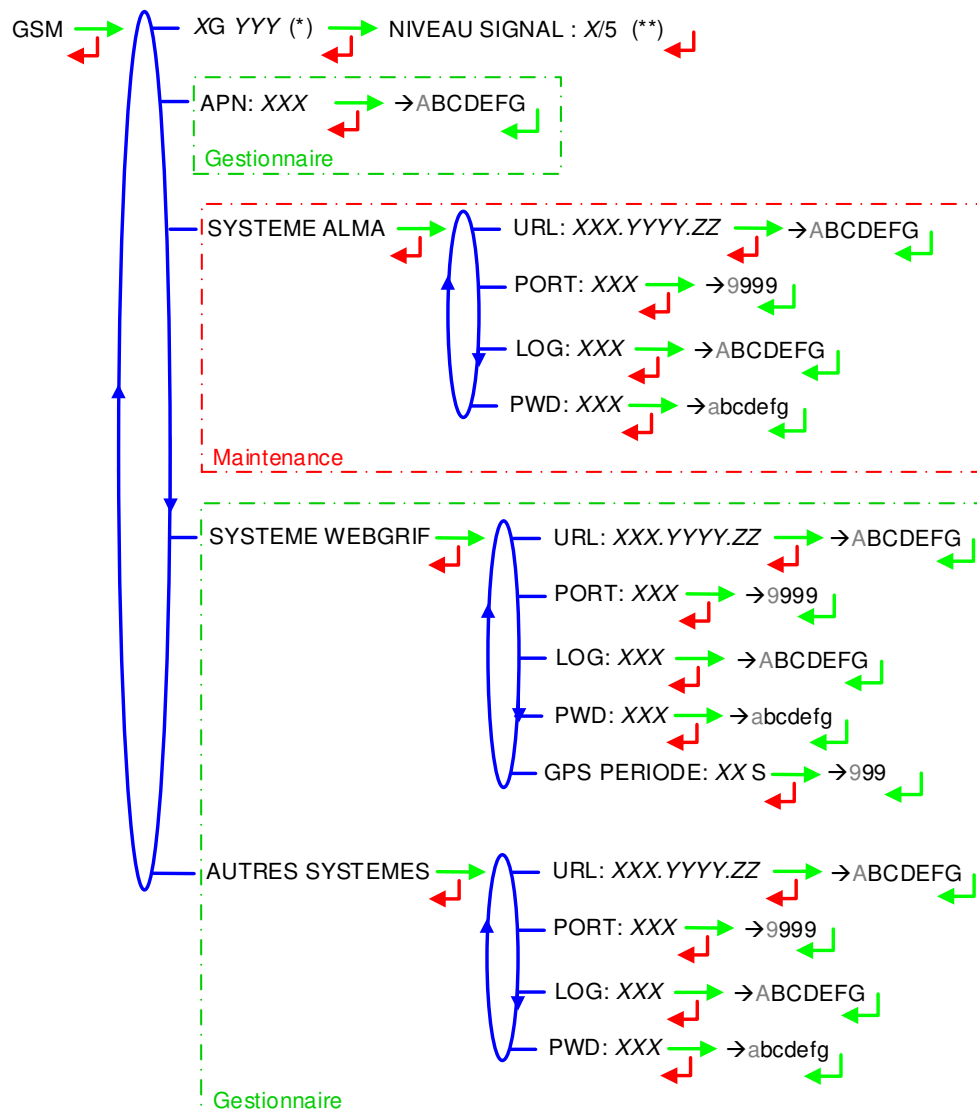 GSM XG YYY (*) NIVEAU SIGNAL : X/5 (**)
APN: XXX →ABCDEFG
Gestionnaire
SYSTEME ALMA URL: XXX.YYYY.ZZ →ABCDEFG
PORT: XXX →9999
LOG: XXX →ABCDEFG
PWD: XXX →abcdefg
Maintenance
SYSTEME WEBGRIF URL: XXX.YYYY.ZZ →ABCDEFG
PORT: XXX →9999
LOG: XXX →ABCDEFG
PWD: XXX →abcdefg
GPS PERIODE: XX S →999
AUTRES SYSTEMES URL: XXX.YYYY.ZZ →ABCDEFG
PORT: XXX →9999
LOG: XXX →ABCDEFG
PWD: XXX →abcdefg
Gestionnaire